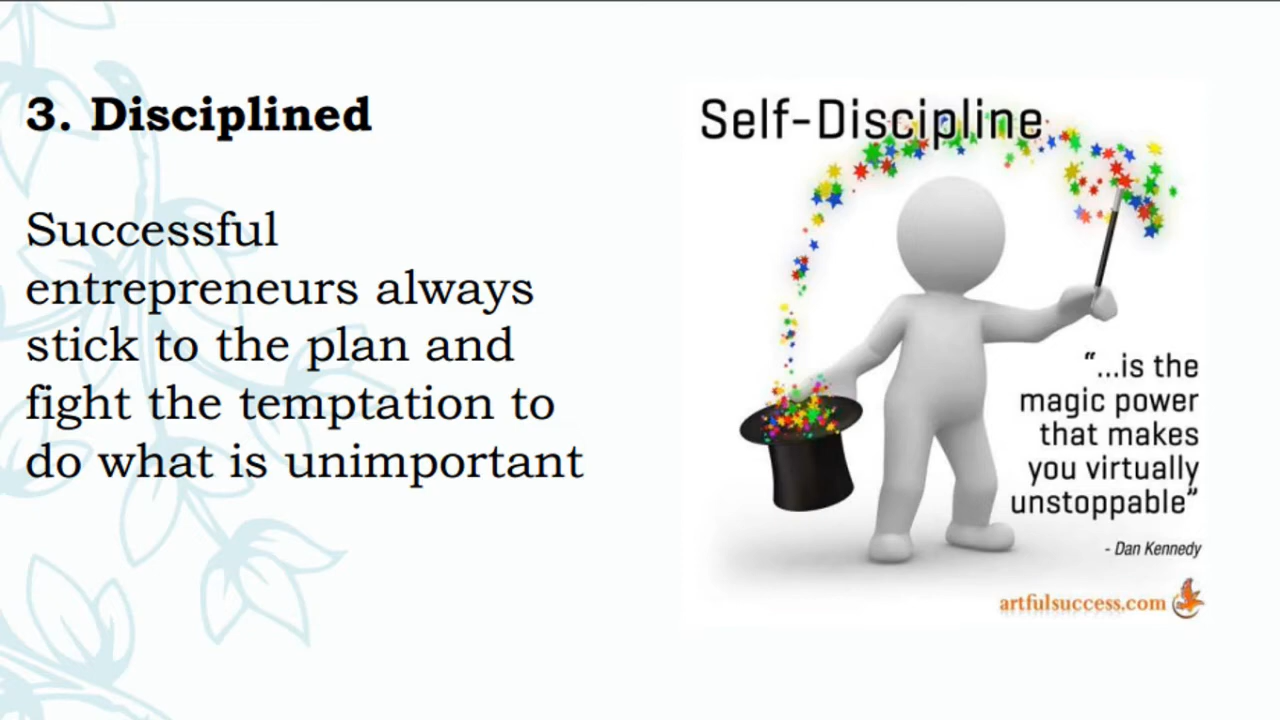 3. Disciplined
Successful
entrepreneurs always
stick to the plan and
fight the temptation to
do what is unimportant
Self-Discipline
“...is the
magic power
that makes
you virtually
unstoppable”
- Dan Kennedy
artfulsuccess.com